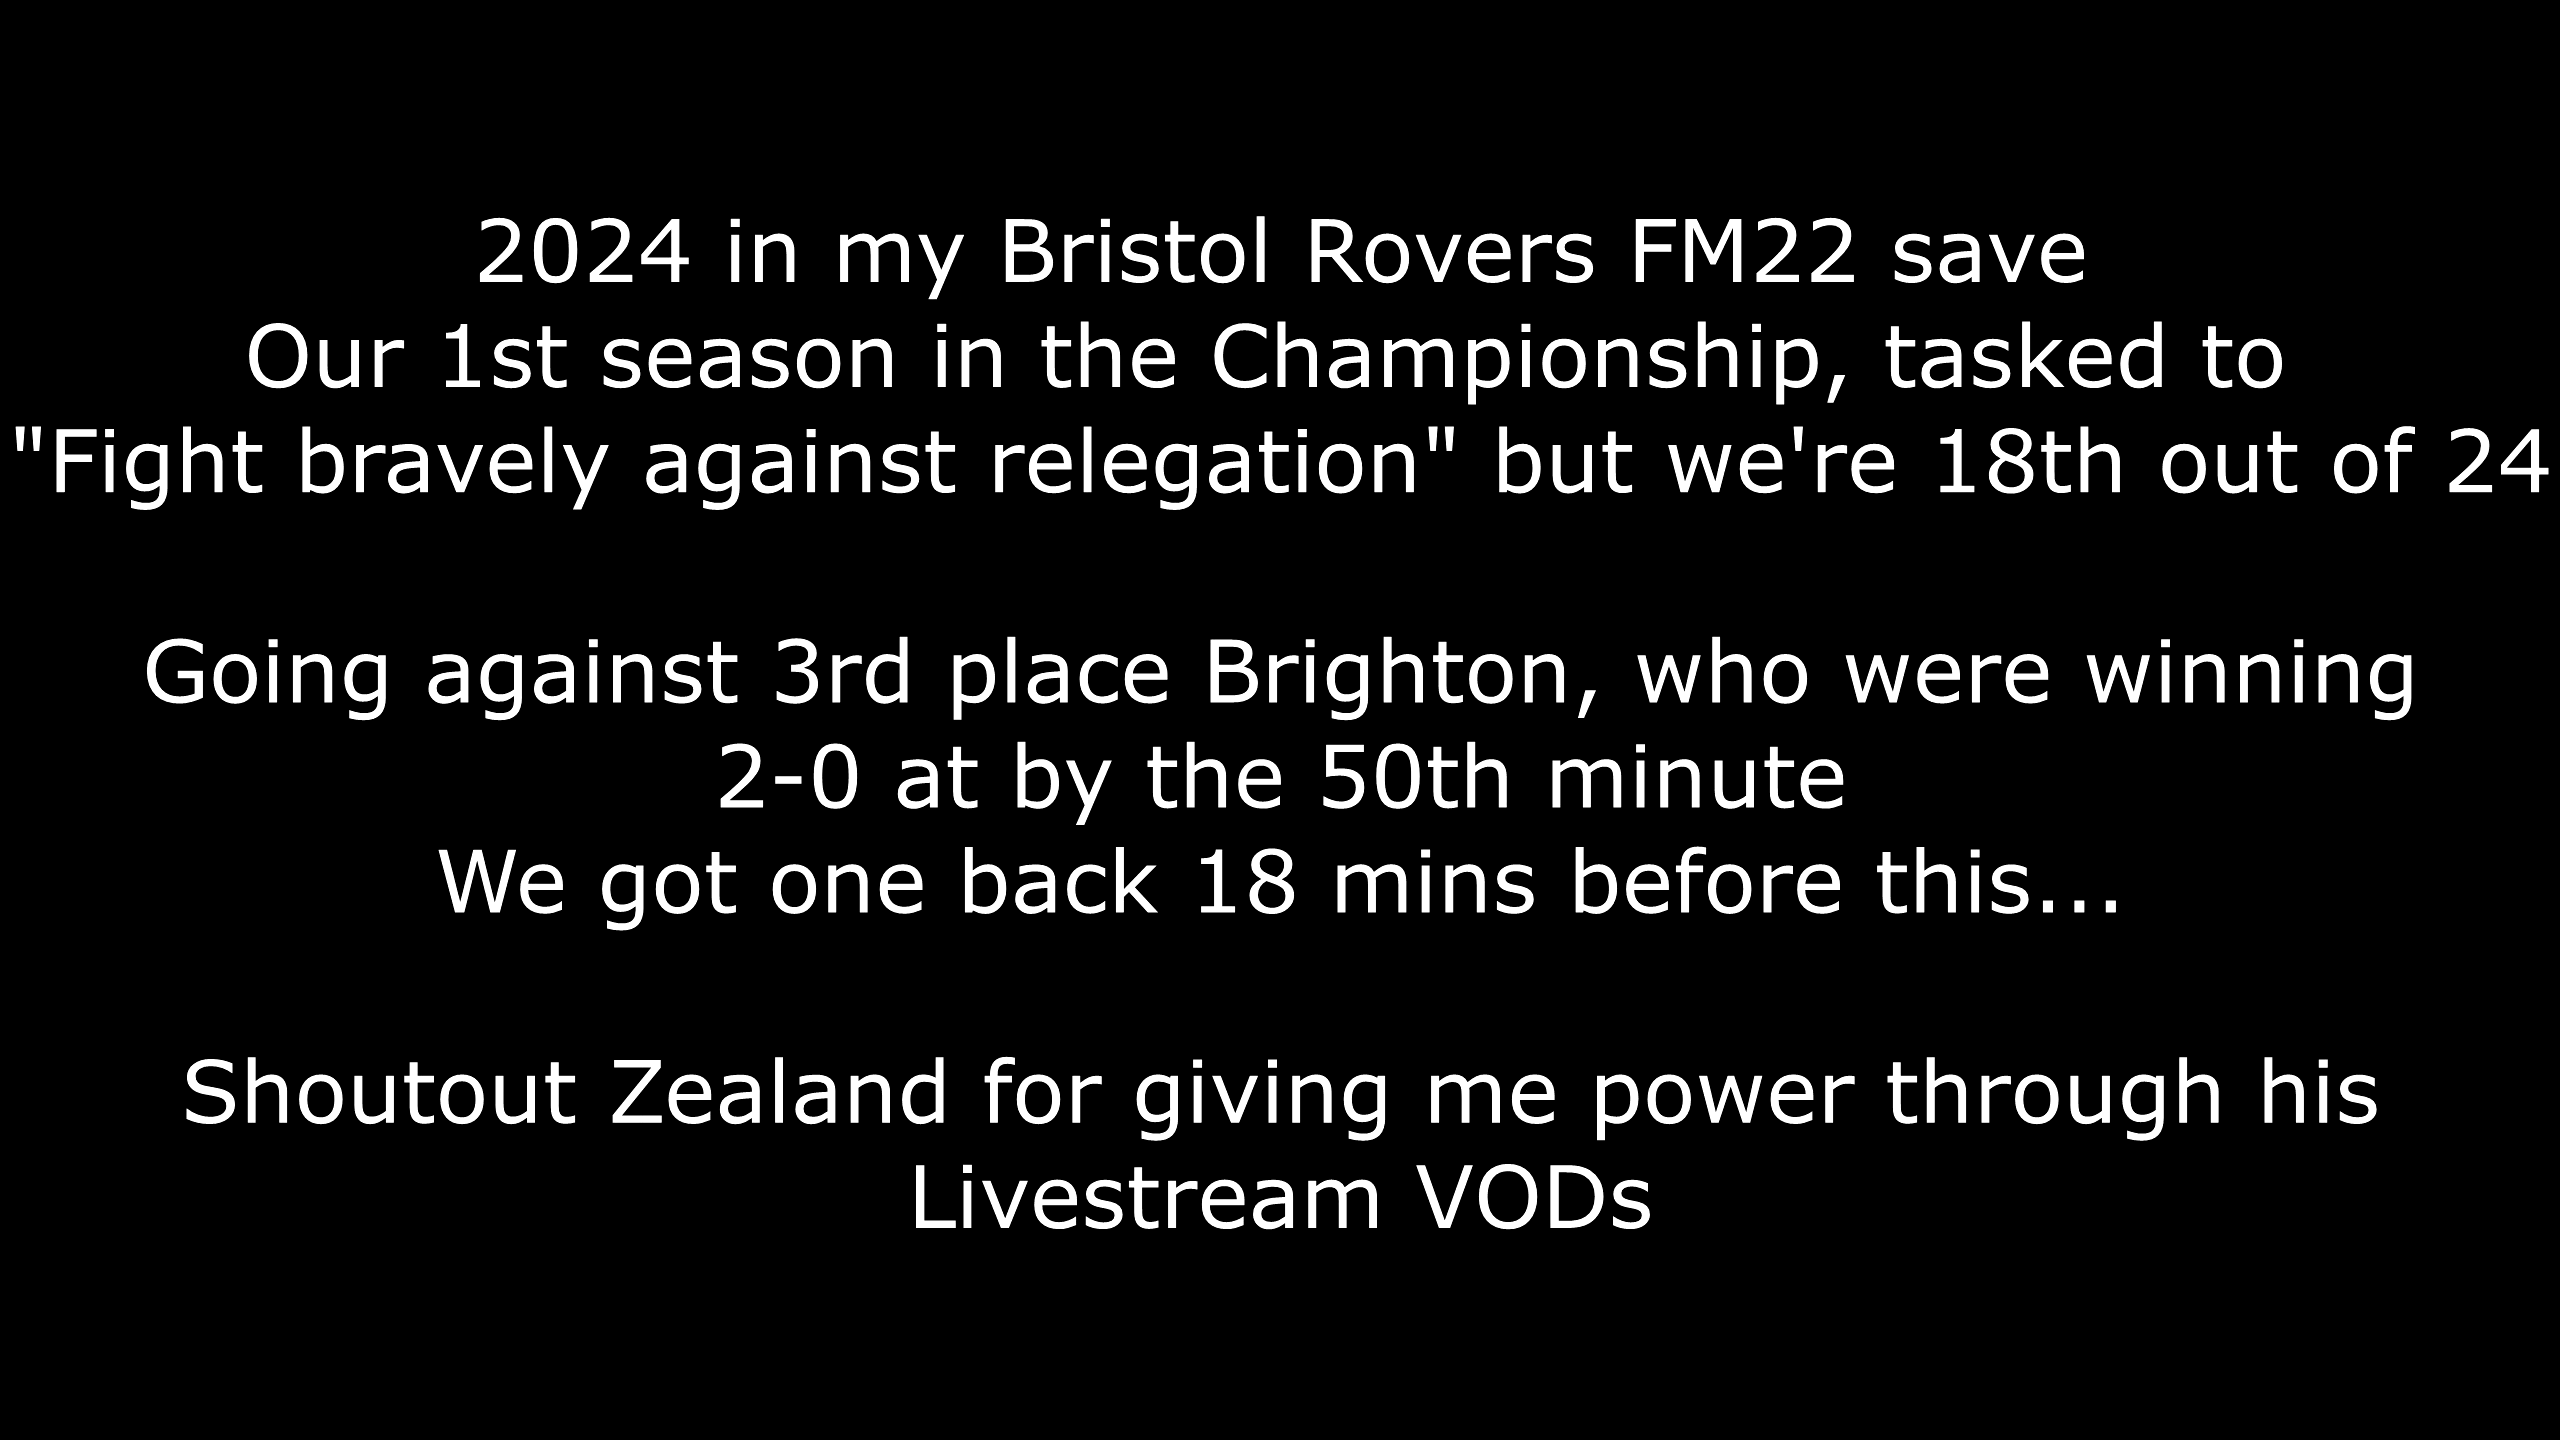 2024 in my Bristol Rovers FM22 save
Our 1st season in the Championship, tasked to
"Fight bravely against relegation" but we're 18th out of 24
Going against 3rd place Brighton, who were winning
2-0 at by the 50th minute
We got one back 18 mins before this...
Shoutout Zealand for giving me power through his
Livestream VODs